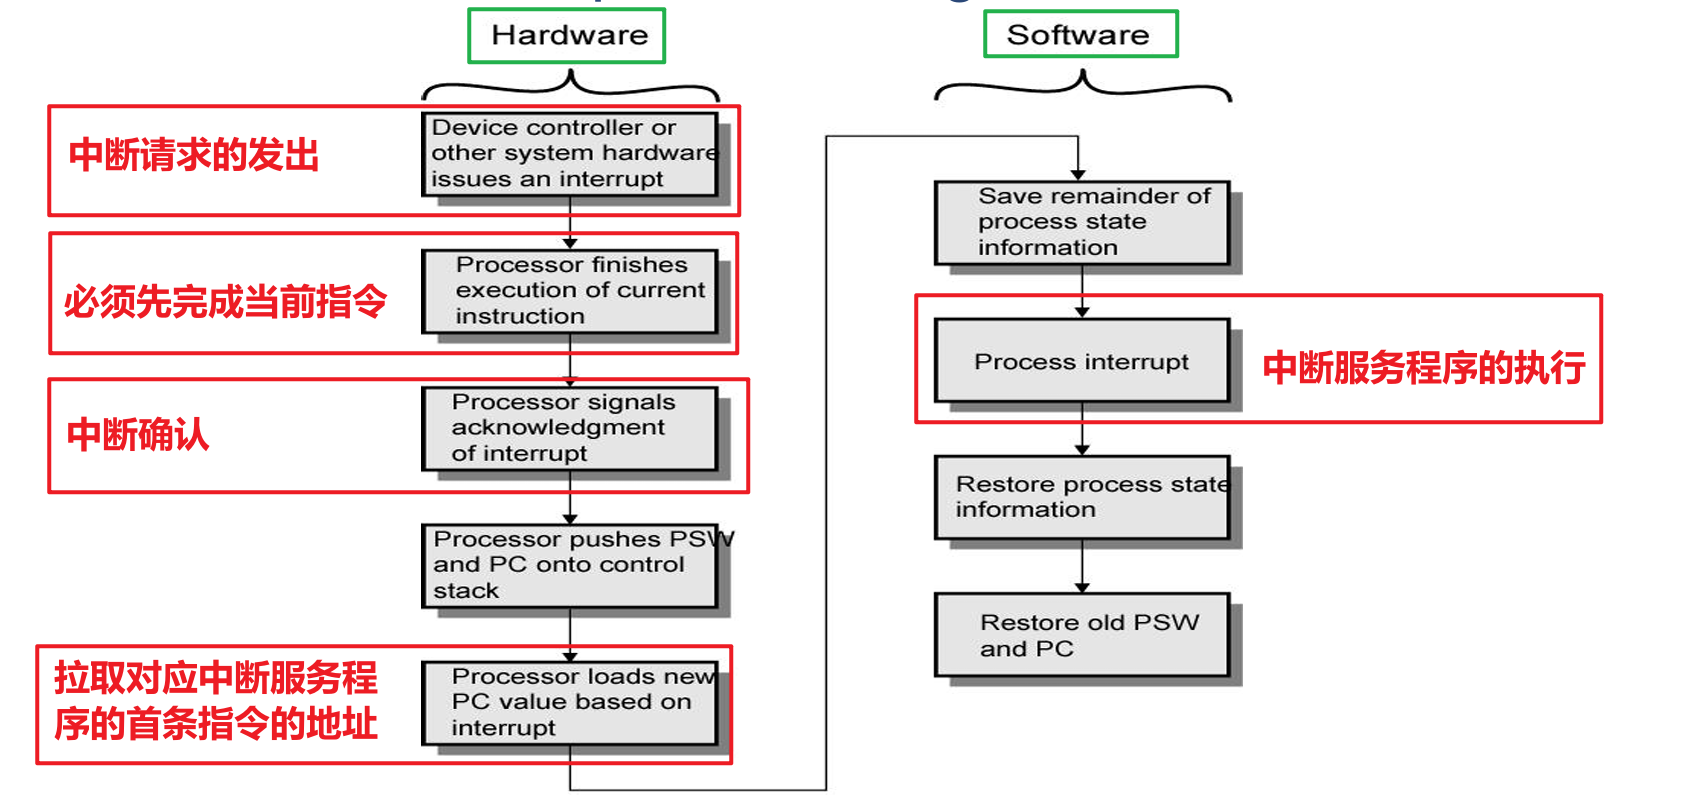 Hardware
中断请求的发出
Device controller or
other system hardware
issues an interrupt
必须先完成当前指令
Processor finishes
execution of current
instruction
中断确认
Processor signals
acknowledgment
of interrupt
Processor pushes PSW
and PC onto control
stack
拉取对应中断服务程
序的首条指令的地址
Processor loads new
PC value based on
interrupt
Software
Save remainder of
process state
information
Process interrupt
中断服务程序的执行
Restore process state
information
Restore old PSW
and PC